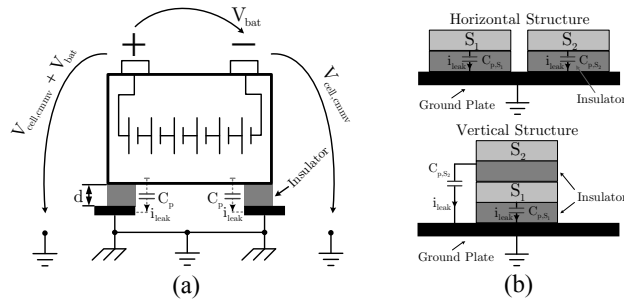 V_bat
+
−
V_cell,cmmv + V_bat
V_cell,cmmv
Insulator
d
C_p
C_p
i_leak
i_leak
(a)
Horizontal Structure
S_1
S_2
i_leak C_p,S_1
i_leak C_p,S_2
Ground Plate
Insulator
Vertical Structure
S_2
C_p,S_2
S_1
Insulator
i_leak
i_leak C_p,S_1
Ground Plate
(b)